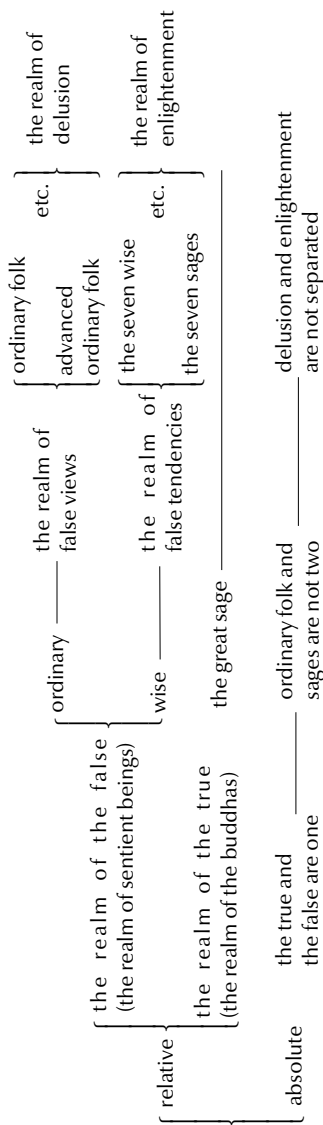 relative
absolute
the realm of the false
(the realm of sentient beings)
the realm of the true
(the realm of the buddhas)
the true and
the false are one
ordinary
wise
the great sage
ordinary folk and
sages are not two
the realm of
false views
the realm of
false tendencies
ordinary folk
advanced
ordinary folk
the seven wise
the seven sages
etc.
etc.
the realm of
delusion
the realm of
enlightenment
delusion and enlightenment
are not separated